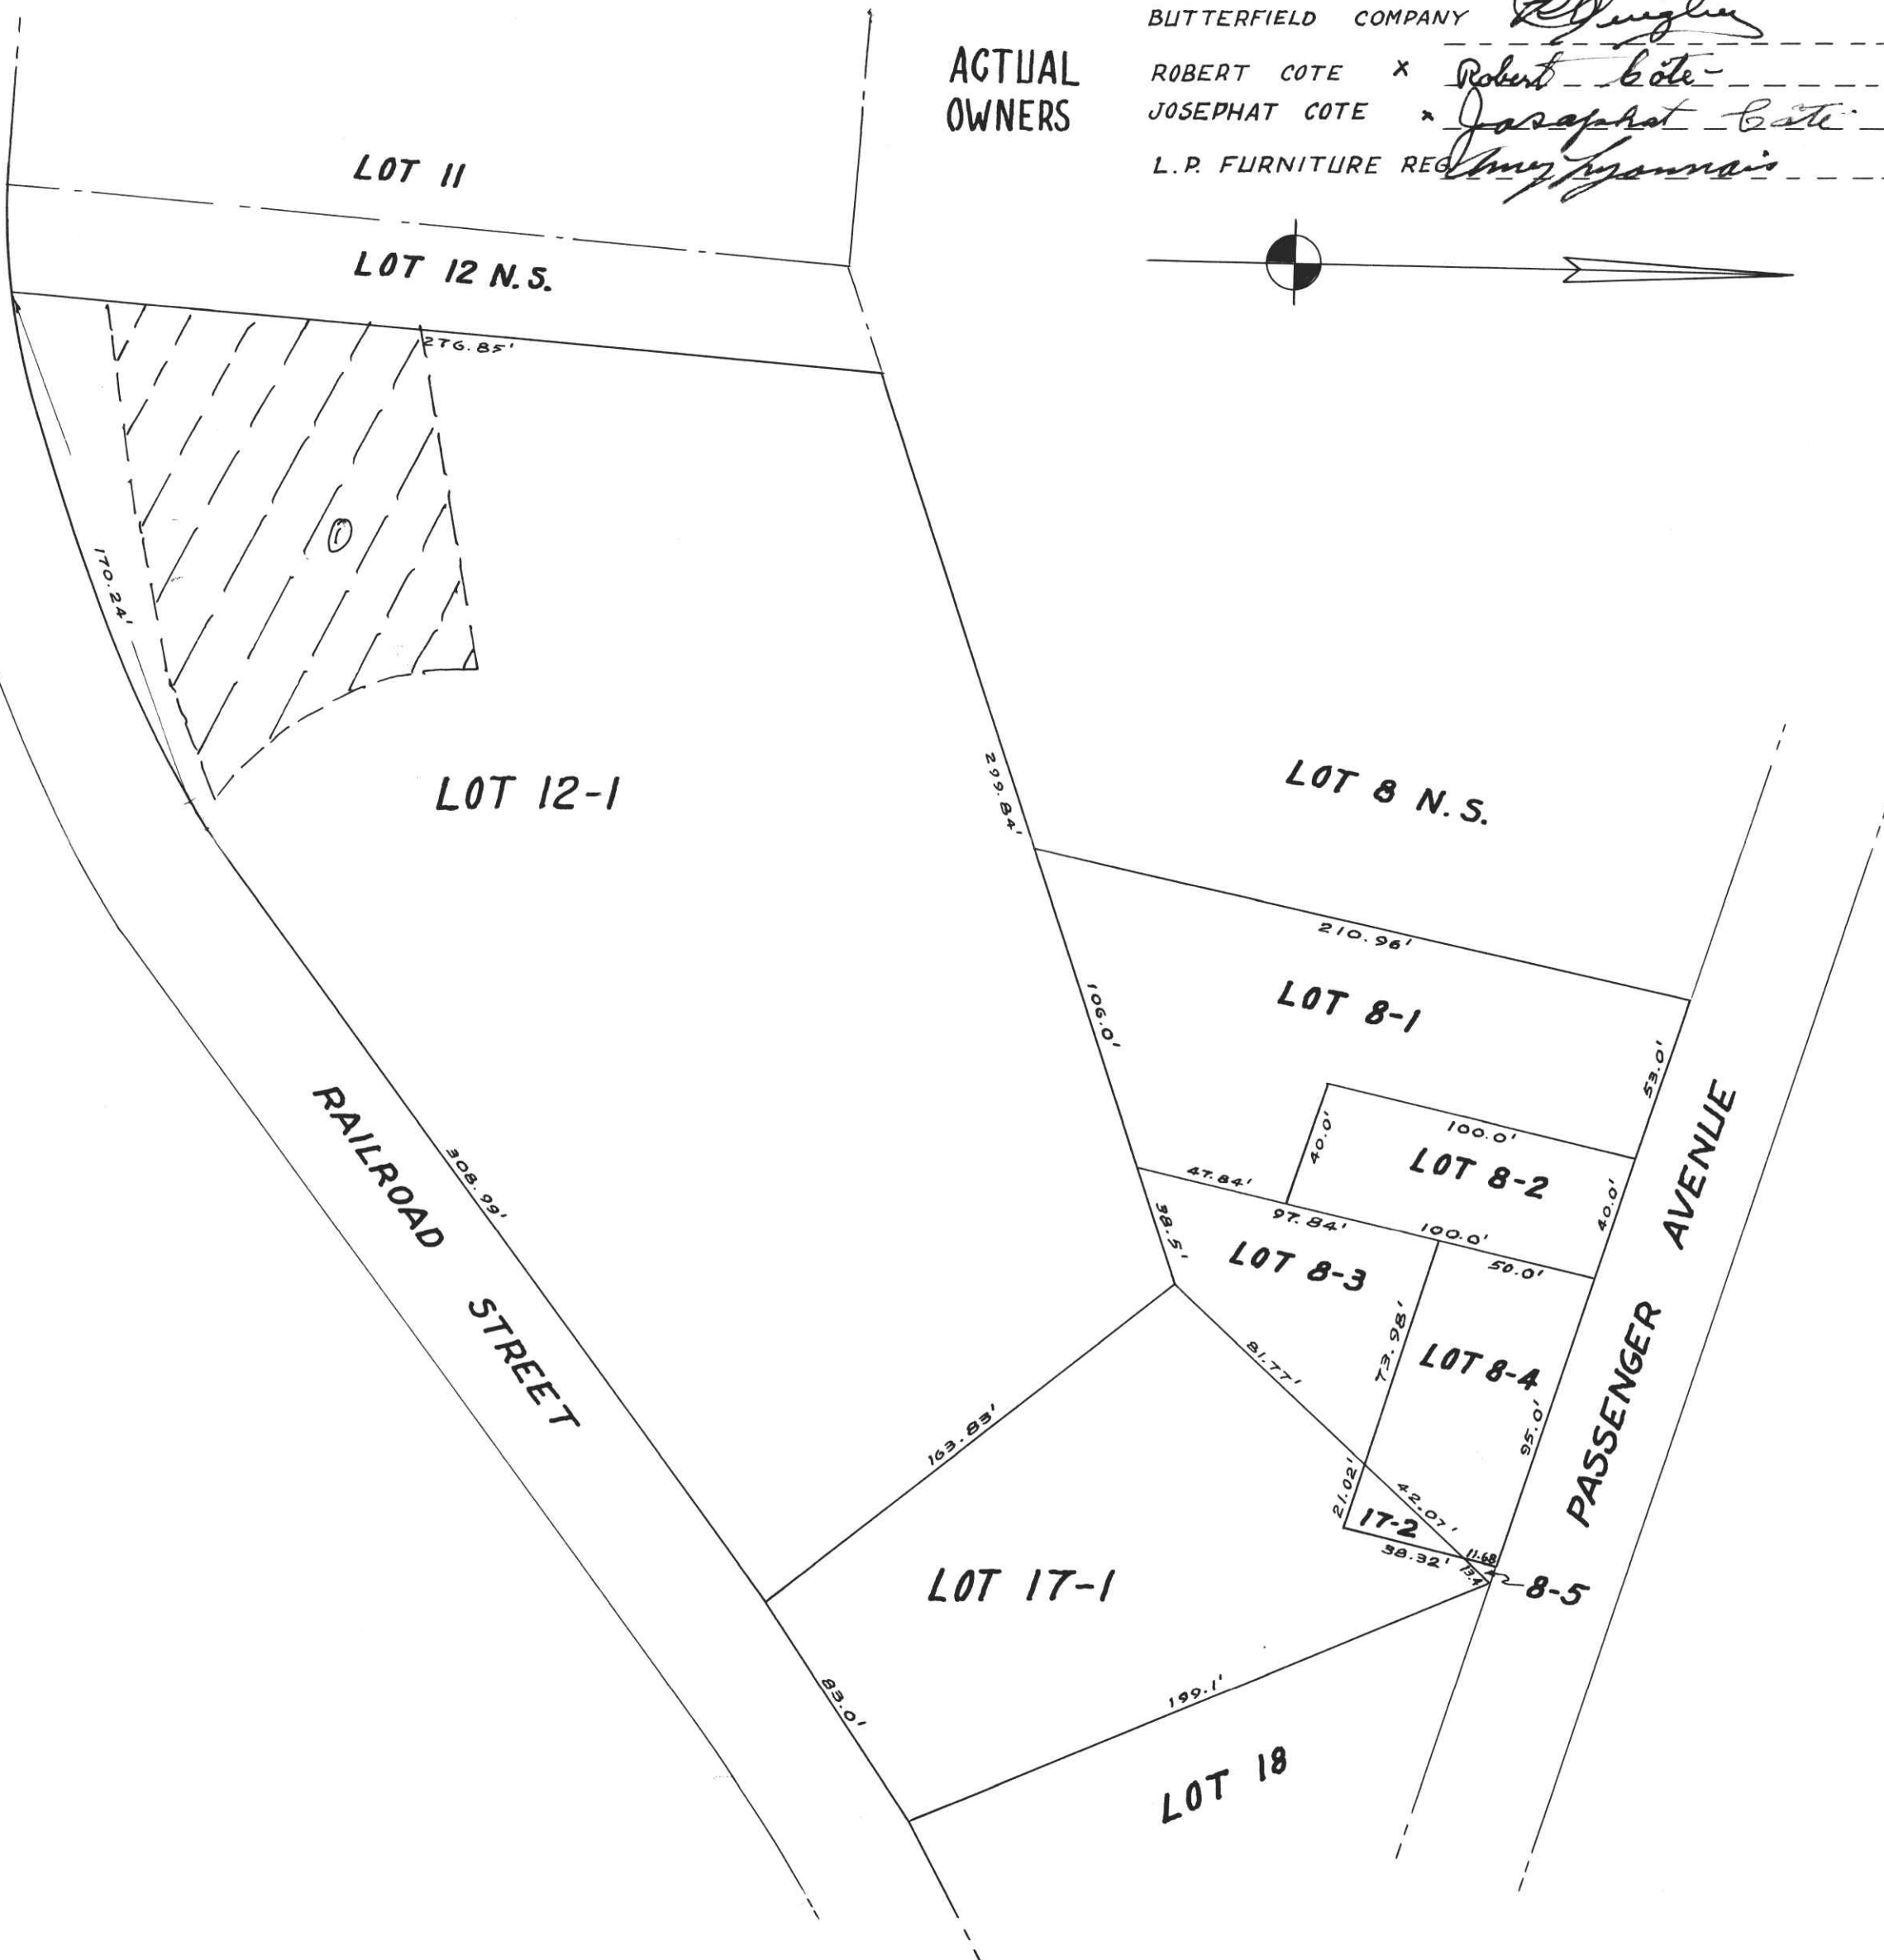 BUTTERFIELD COMPANY
ACTUAL
OWNERS
ROBERT COTE x Robert Côté
JOSEPHAT COTE x Josaphat Côté
L.P. FURNITURE REG Lyonnais
LOT 11
LOT 12 N.S.
276.85'
1
170.24'
LOT 12-1
299.84'
LOT 8 N.S.
210.96'
LOT 8-1
106.0'
53.0'
40.0'
100.0'
LOT 8-2
40.0'
47.84'
97.84'
100.0'
50.0'
38.5'
LOT 8-3
73.98'
LOT 8-4
95.0'
81.77'
PASSENGER AVENUE
RAILROAD STREET
308.99'
163.83'
21.02'
42.07'
17-2
38.32'
11.68
13.4
8-5
LOT 17-1
83.0'
199.1'
LOT 18